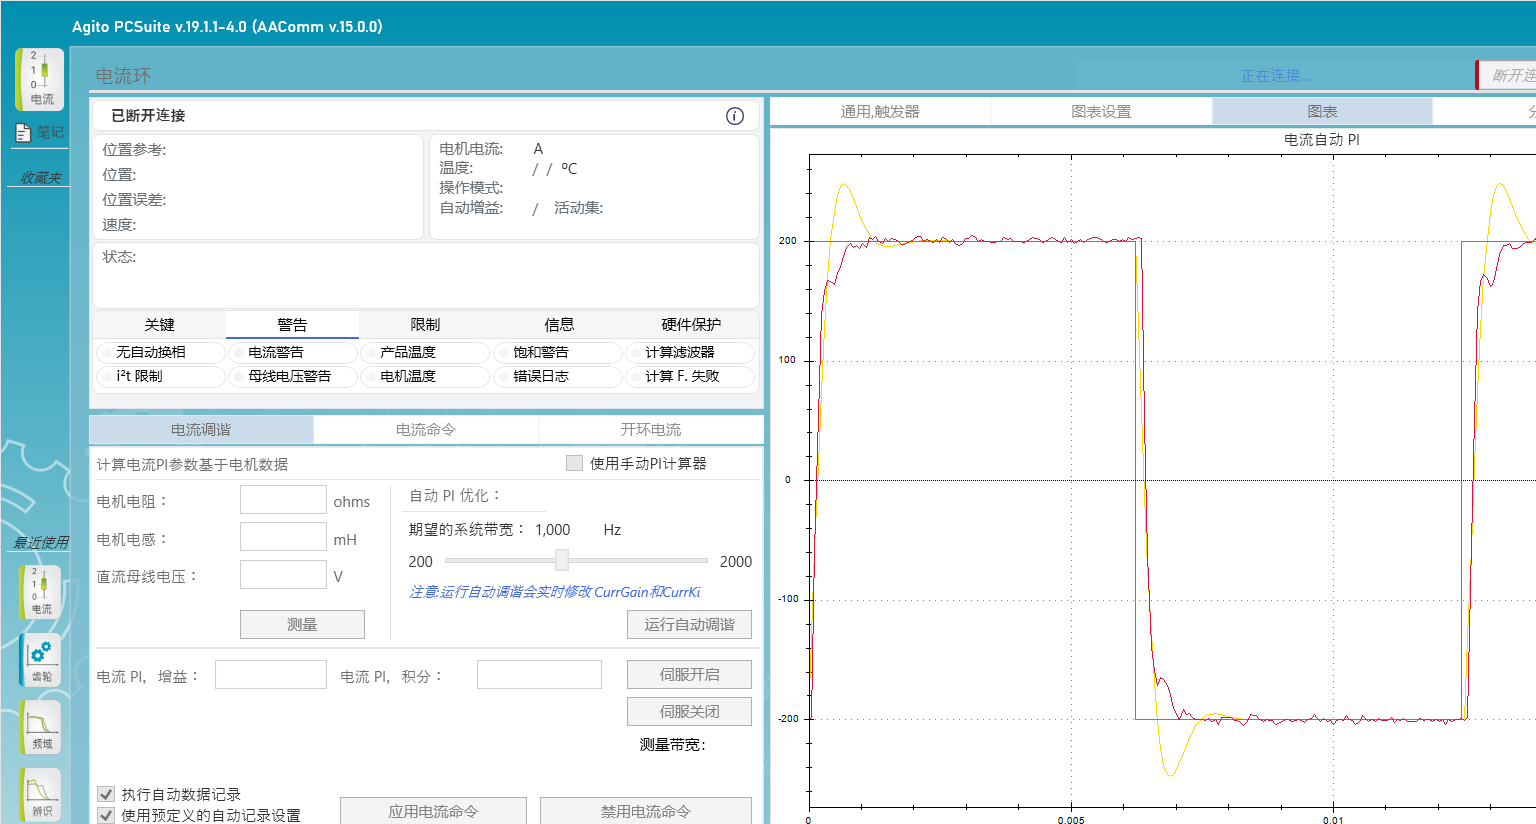 Agito PCSuite v.19.1.1-4.0 (AAComm v.15.0.0)
2
1
0
电流
笔记
收藏夹
最近使用
2
1
0
电流
齿轮
频域
辨识
电流环
正在连接...
断开连
已断开连接
位置参考:
位置:
位置误差:
速度:
电机电流: A
温度: / / ºC
操作模式:
自动增益: / 活动集:
状态:
关键 警告 限制 信息 硬件保护
无自动换相 电流警告 产品温度 饱和警告 计算滤波器
i²t 限制 母线电压警告 电机温度 错误日志 计算 F. 失败
电流调谐 电流命令 开环电流
计算电流PI参数基于电机数据
使用手动PI计算器
电机电阻： ohms
电机电感： mH
直流母线电压： V
测量
自动 PI 优化：
期望的系统带宽： 1,000 Hz
200 2000
注意:运行自动调谐会实时修改 CurrGain和CurrKi
运行自动调谐
电流 PI, 增益： 电流 PI, 积分：
伺服开启
伺服关闭
测量带宽:
执行自动数据记录
使用预定义的自动记录设置
应用电流命令 禁用电流命令
通用,触发器 图表设置 图表
电流自动 PI
200
100
0
-100
-200
0 0.005 0.01